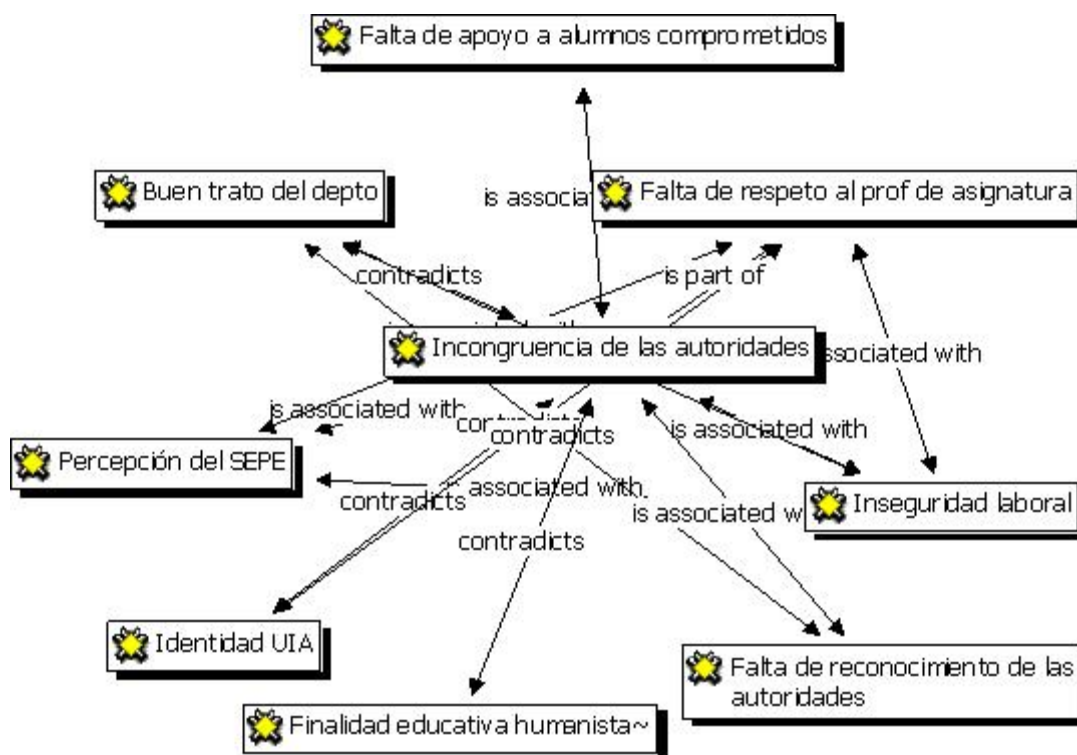 Falta de apoyo a alumnos comprometidos
Buen trato del depto
is associat
Falta de respeto al prof de asignatura
contradicts
is part of
Incongruencia de las autoridades
associated with
is associated with
contradicts
is associated with
Percepción del SEPE
contradicts
associated with
is associated w
Inseguridad laboral
contradicts
Identidad UIA
Falta de reconocimiento de las
autoridades
Finalidad educativa humanista~